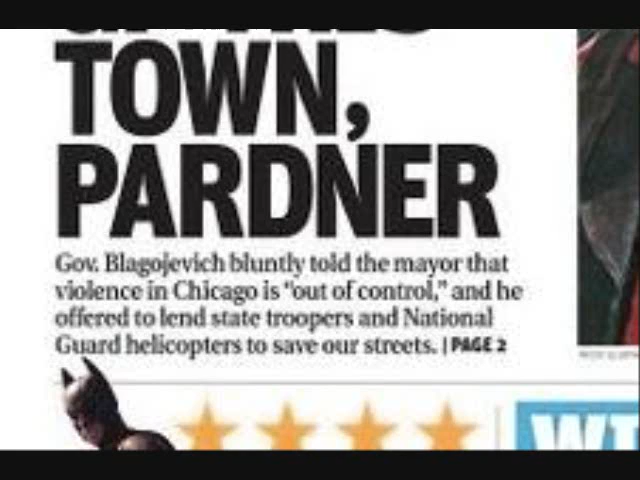 TOWN,
PARDNER
Gov. Blagojevich bluntly told the mayor that
violence in Chicago is “out of control,” and he
offered to lend state troopers and National
Guard helicopters to save our streets. | PAGE 2
WI